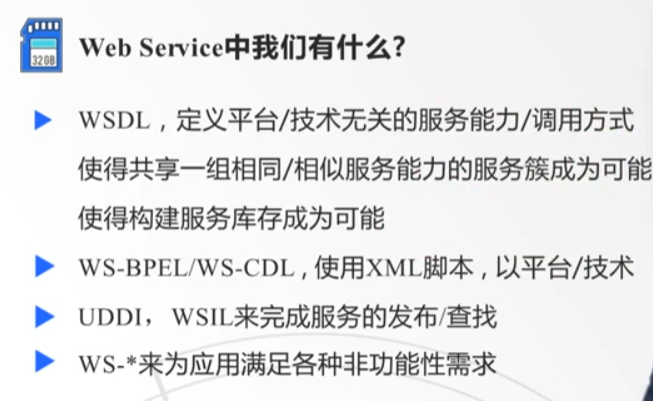 32GB
Web Service中我们有什么?
WSDL，定义平台/技术无关的服务能力/调用方式
使得共享一组相同/相似服务能力的服务簇成为可能
使得构建服务库存成为可能
WS-BPEL/WS-CDL，使用XML脚本，以平台/技术
UDDI，WSIL来完成服务的发布/查找
WS-*来为应用满足各种非功能性需求